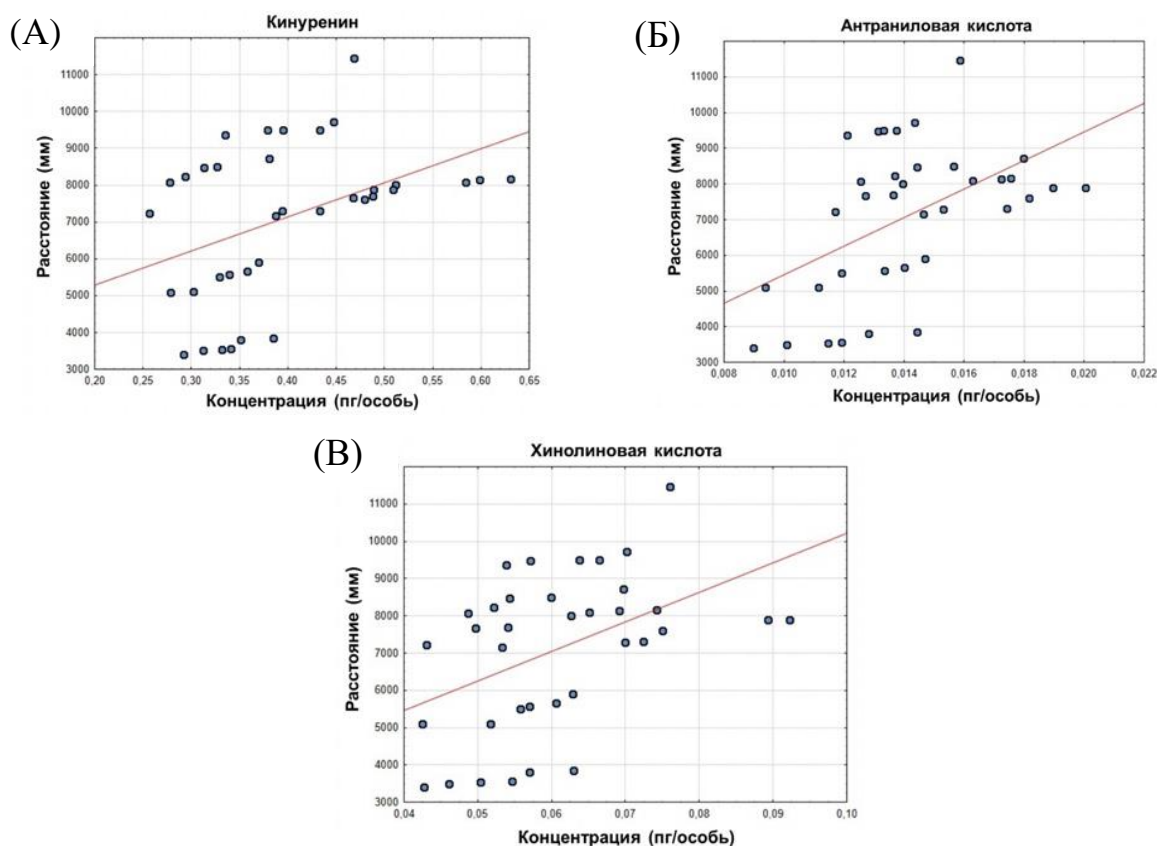 (А)
Кинуренин
Расстояние (мм)
11000
10000
9000
8000
7000
6000
5000
4000
3000
0,20 0,25 0,30 0,35 0,40 0,45 0,50 0,55 0,60 0,65
Концентрация (пг/особь)
(Б)
Антраниловая кислота
Расстояние (мм)
11000
10000
9000
8000
7000
6000
5000
4000
3000
0,008 0,010 0,012 0,014 0,016 0,018 0,020 0,022
Концентрация (пг/особь)
(В)
Хинолиновая кислота
Расстояние (мм)
11000
10000
9000
8000
7000
6000
5000
4000
3000
0,04 0,05 0,06 0,07 0,08 0,09 0,10
Концентрация (пг/особь)